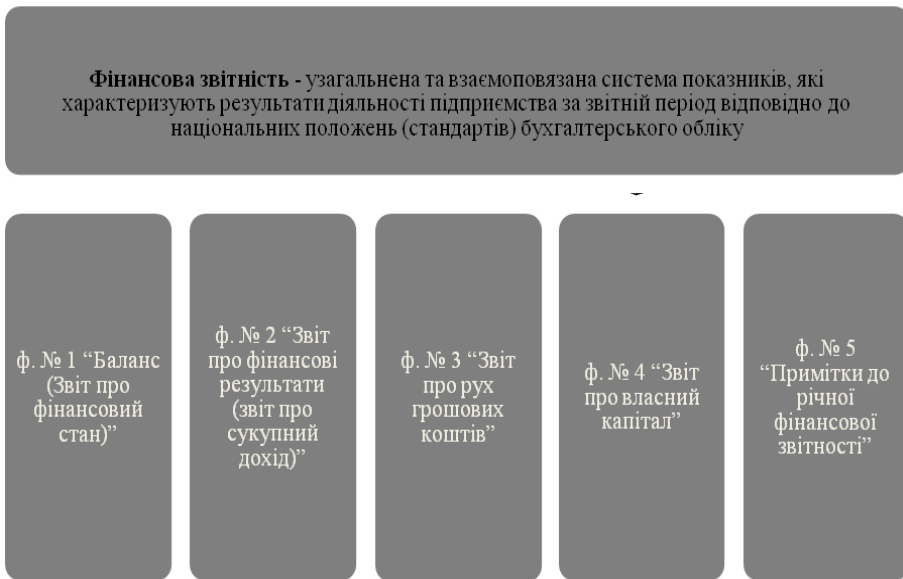 Фінансова звітність - узагальнена та взаємоповязана система показників, які
характеризують результати діяльності підприємства за звітній період відповідно до
національних положень (стандартів) бухгалтерського обліку
ф. № 1 “Баланс
(Звіт про
фінансовий
стан)”
ф. № 2 “Звіт
про фінансові
результати
(звіт про
сукупний
дохід)”
ф. № 3 “Звіт
про рух
грошових
коштів”
ф. № 4 “Звіт
про власний
капітал”
ф. № 5
“Примітки до
річної
фінансової
звітності”